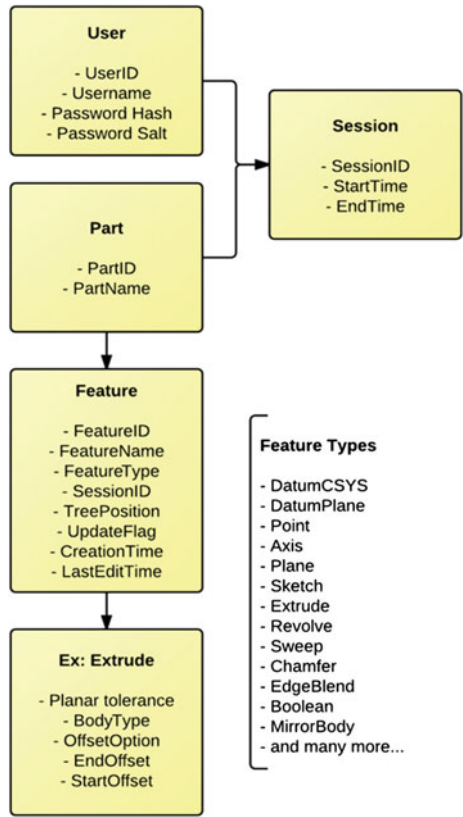 User
- UserID
- Username
- Password Hash
- Password Salt
Session
- SessionID
- StartTime
- EndTime
Part
- PartID
- PartName
Feature
- FeatureID
- FeatureName
- FeatureType
- SessionID
- TreePosition
- UpdateFlag
- CreationTime
- LastEditTime
Ex: Extrude
- Planar tolerance
- BodyType
- OffsetOption
- EndOffset
- StartOffset
Feature Types
- DatumCSYS
- DatumPlane
- Point
- Axis
- Plane
- Sketch
- Extrude
- Revolve
- Sweep
- Chamfer
- EdgeBlend
- Boolean
- MirrorBody
- and many more...